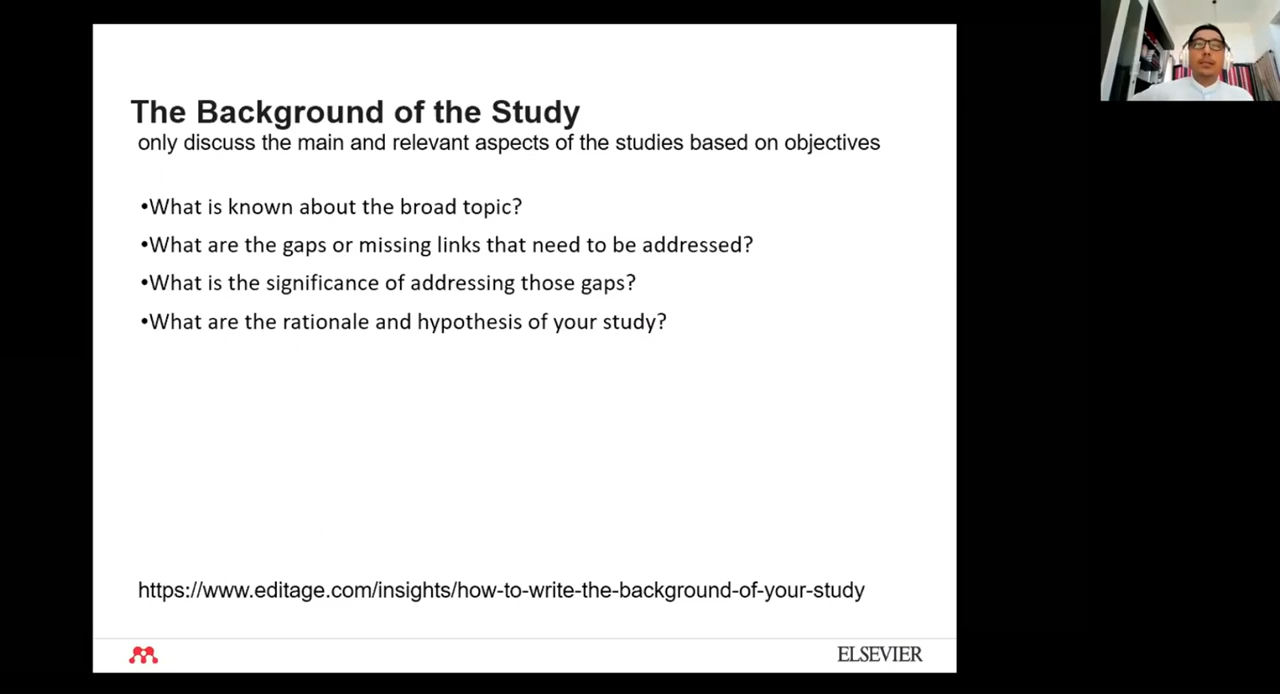 The Background of the Study
only discuss the main and relevant aspects of the studies based on objectives
•What is known about the broad topic?
•What are the gaps or missing links that need to be addressed?
•What is the significance of addressing those gaps?
•What are the rationale and hypothesis of your study?
https://www.editage.com/insights/how-to-write-the-background-of-your-study
ELSEVIER